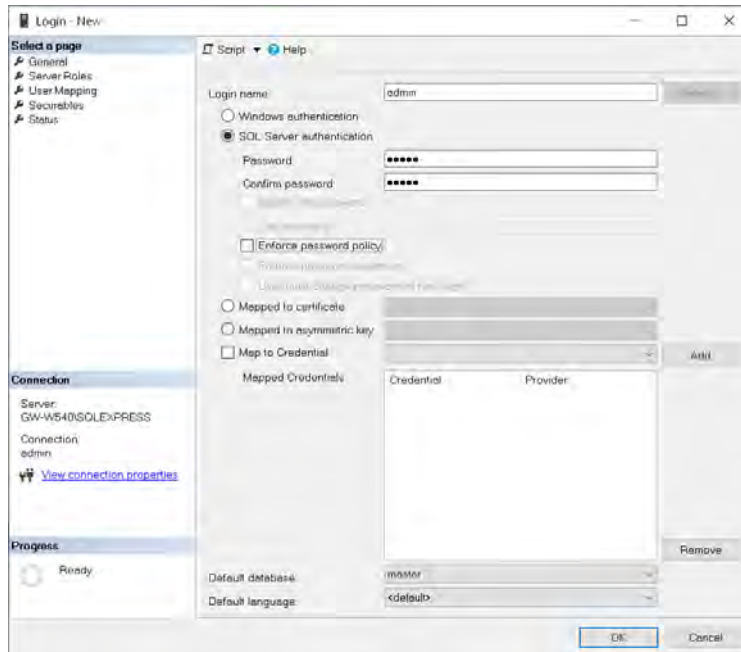 Login - New
Select a page
General
Server Roles
User Mapping
Securables
Status
Script
Help
Login name:
admin
Windows authentication
SQL Server authentication
Password:
•••••
Confirm password:
•••••
Enforce password policy
Mapped to certificate
Mapped to asymmetric key
Map to Credential
Add
Mapped Credentials
Credential Provider
Remove
Default database:
master
Default language:
<default>
Connection
Server:
GW-W540\SQLEXPRESS
Connection:
admin
View connection properties
Progress
Ready
OK
Cancel